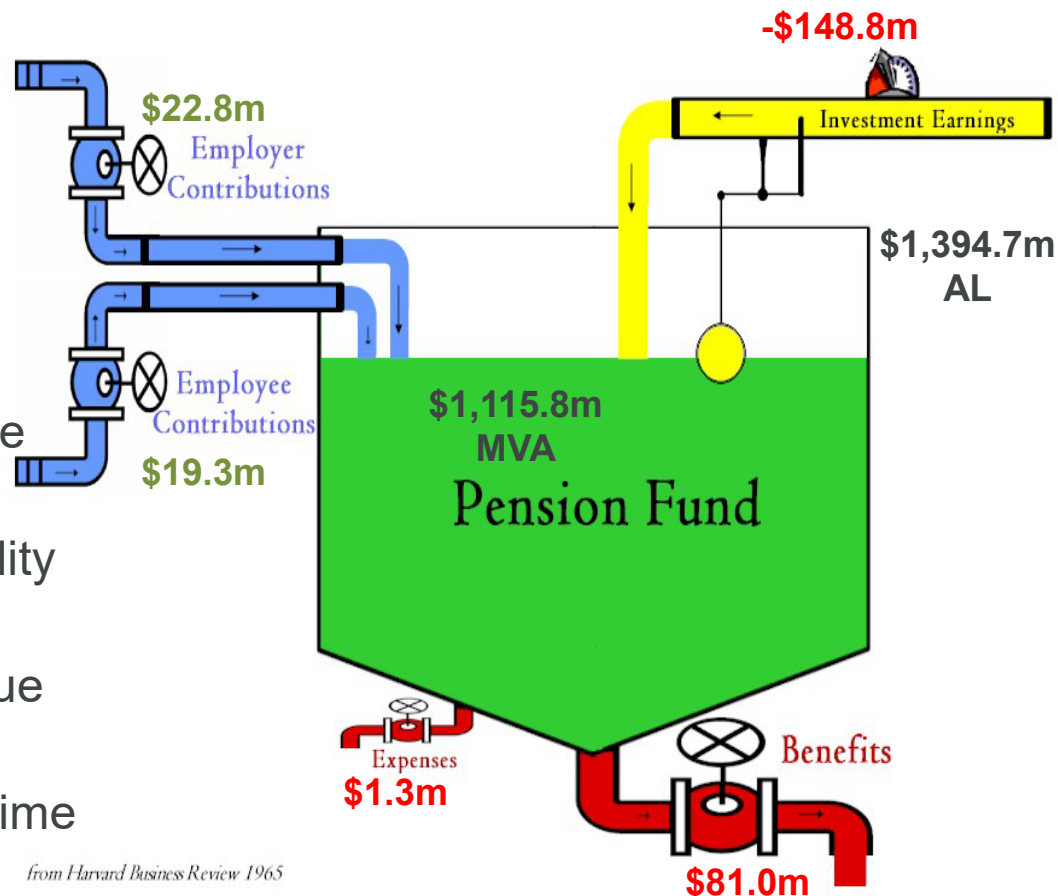 -$148.8m
$22.8m
Employer
Contributions
Investment Earnings
$1,394.7m
AL
Employee
Contributions
$19.3m
$1,115.8m
MVA
Pension Fund
e
lity
ue
ime
Expenses
$1.3m
Benefits
$81.0m
from Harvard Business Review 1965